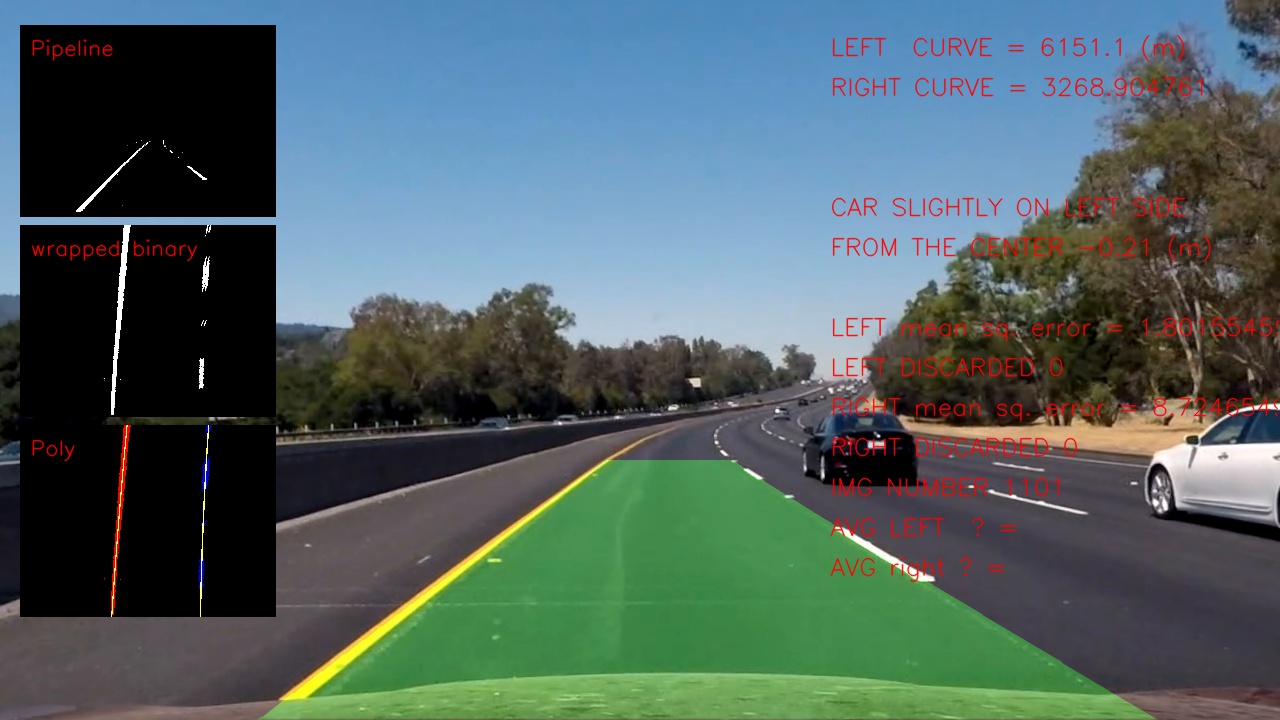 Pipeline
wrapped binary
Poly
LEFT CURVE = 6151.1 (m)
RIGHT CURVE = 3268.904761
CAR SLIGHTLY ON LEFT SIDE
FROM THE CENTER -0.21 (m)
LEFT mean sq. error = 1.8016545
LEFT DISCARDED 0
RIGHT mean sq. error = 8.724654
RIGHT DISCARDED 0
IMG NUMBER 1101
AVG LEFT ? =
AVG right ? =